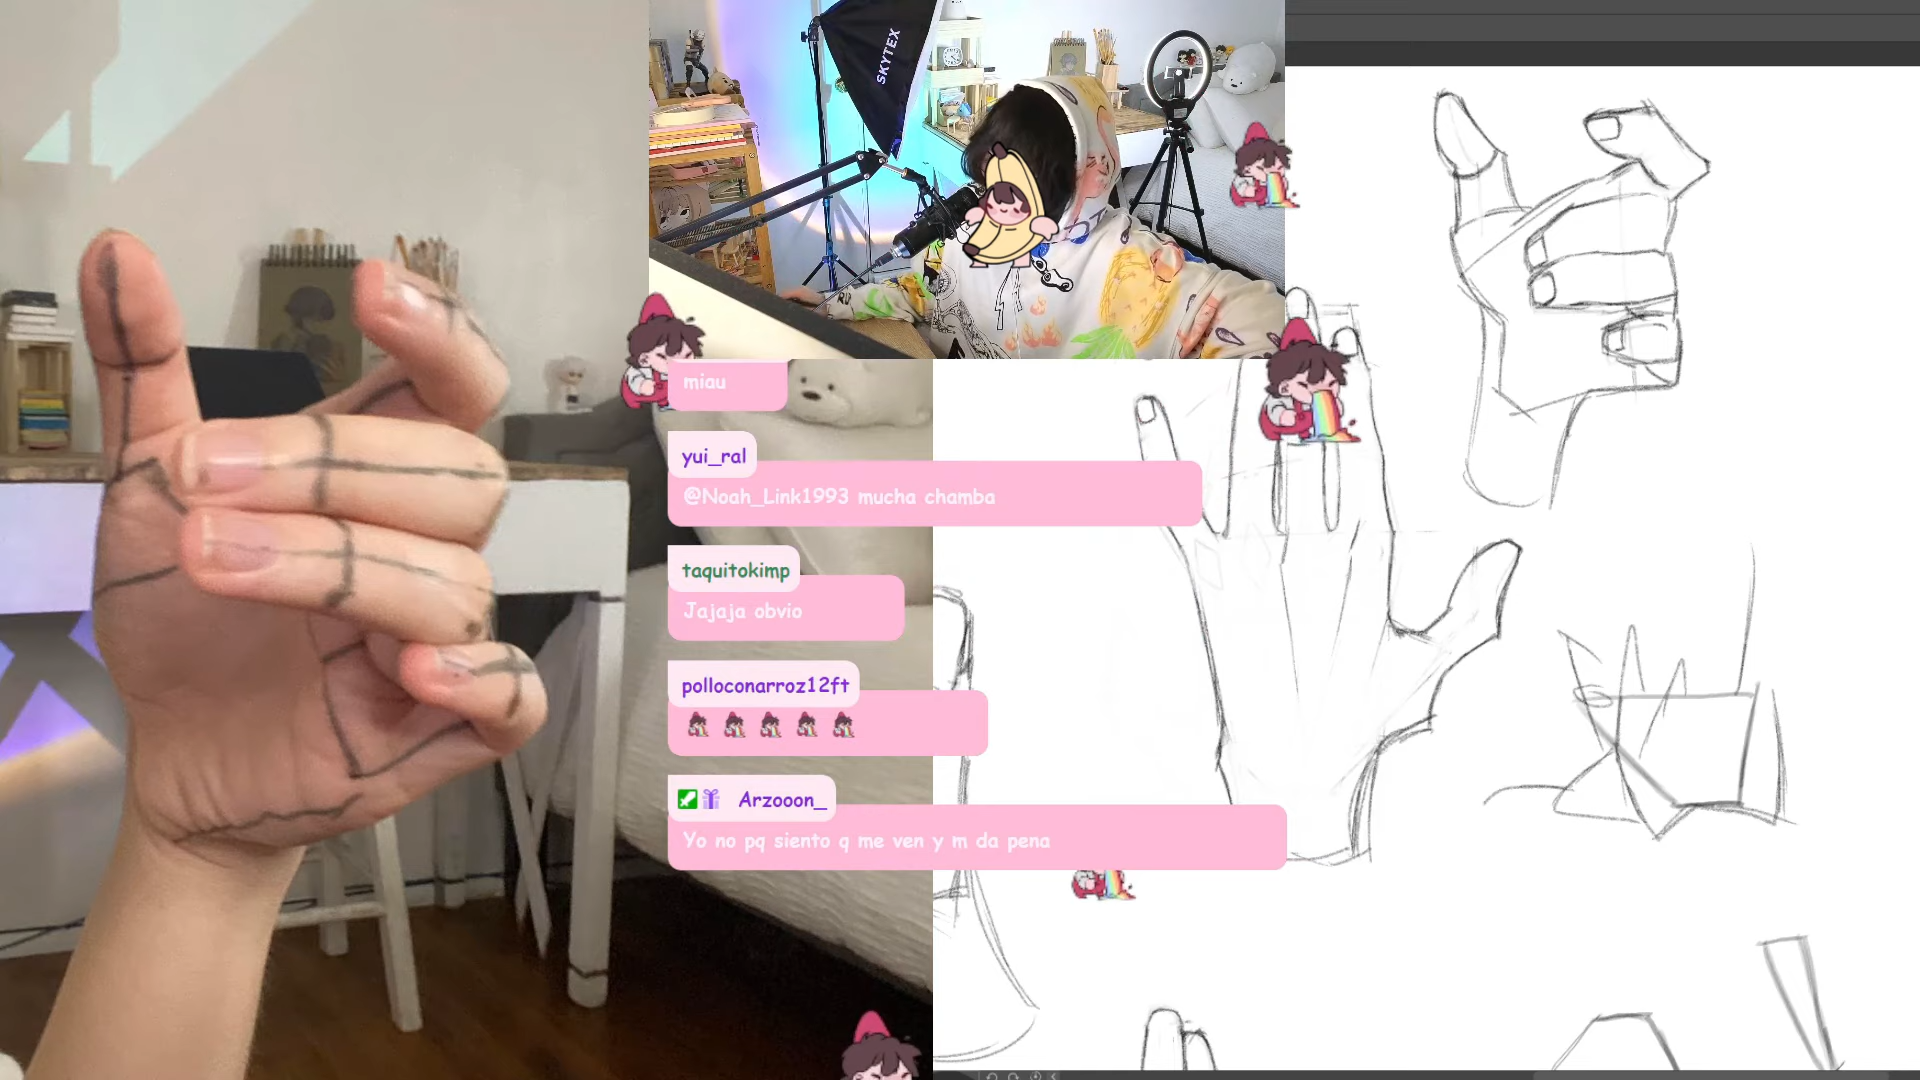 SKYTEX
miau
yui_ral
@Noah_Link1993 mucha chamba
taquitokimp
Jajaja obvio
polloconarroz12ft
Arzooon_
Yo no pq siento q me ven y m da pena